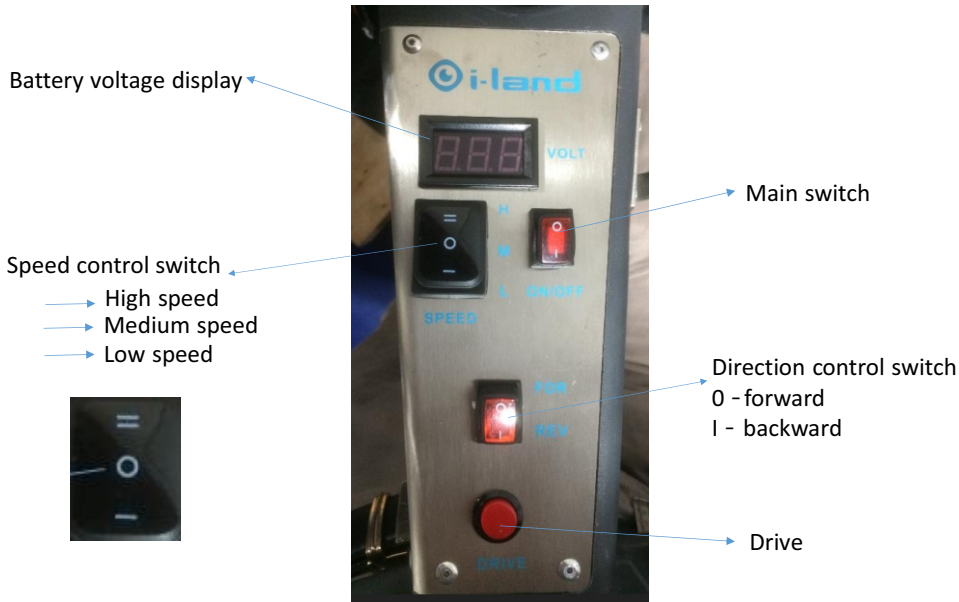 Battery voltage display
i-land
VOLT
Main switch
H
M
L
ON/OFF
SPEED
Speed control switch
High speed
Medium speed
Low speed
Direction control switch
0 - forward
I - backward
FOR
REV
Drive
DRIVE